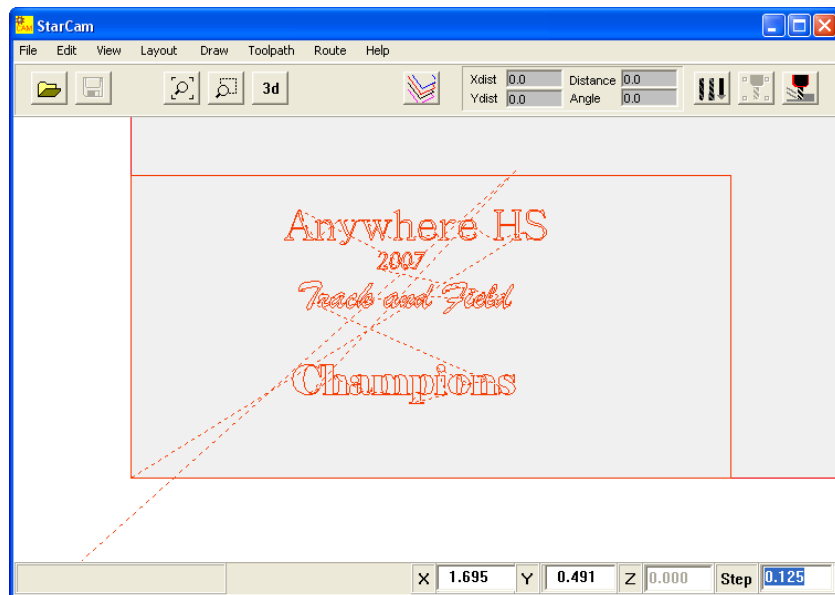 CAM StarCam
File Edit View Layout Draw Toolpath Route Help
3d Xdist 0.0 Distance 0.0
Ydist 0.0 Angle 0.0
Anywhere HS
2007
Track and Field
Champions
X 1.695 Y 0.491 Z 0.000 Step 0.125